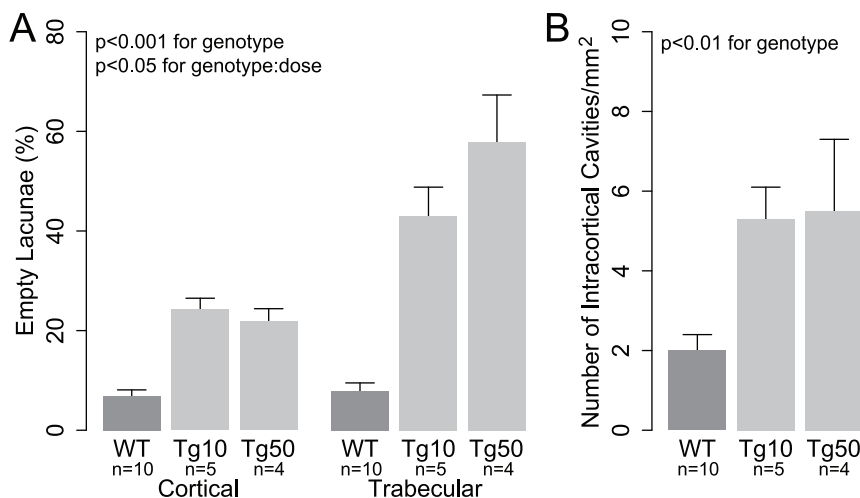 A
p<0.001 for genotype
p<0.05 for genotype:dose
Empty Lacunae (%)
80
60
40
20
0
WT Tg10 Tg50 WT Tg10 Tg50
n=10 n=5 n=4 n=10 n=5 n=4
Cortical Trabecular
B
p<0.01 for genotype
Number of Intracortical Cavities/mm²
10
8
6
4
2
0
WT Tg10 Tg50
n=10 n=5 n=4